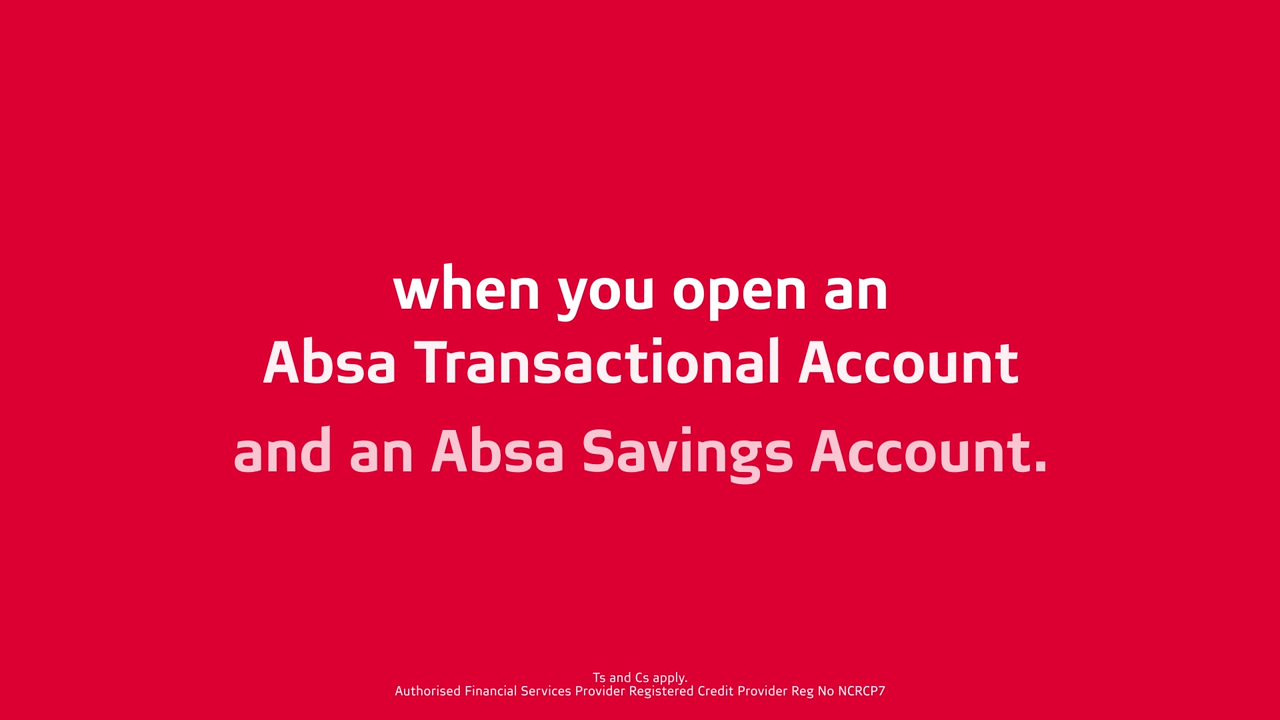 when you open an
Absa Transactional Account
and an Absa Savings Account.
Ts and Cs apply.
Authorised Financial Services Provider Registered Credit Provider Reg No NCRCP7